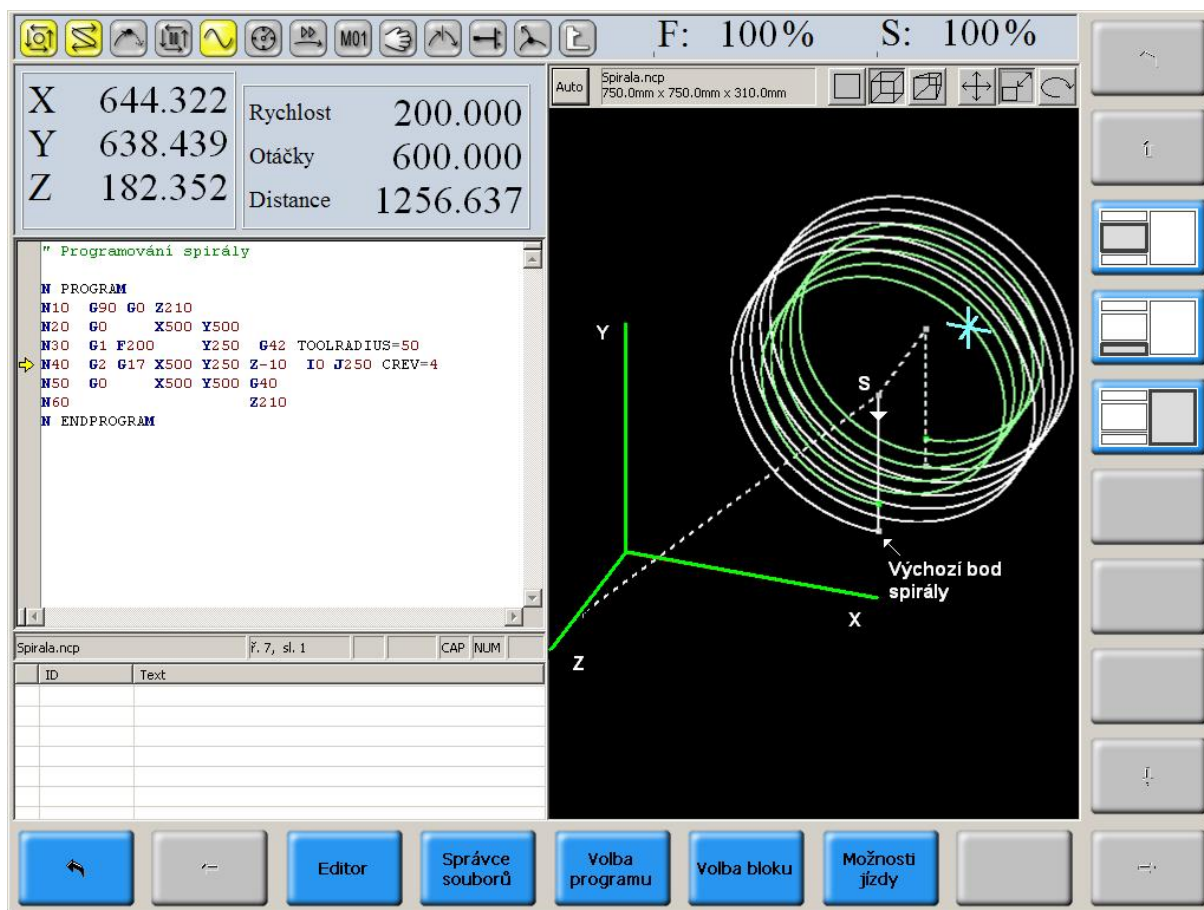 M01
F: 100%
S: 100%
X 644.322
Y 638.439
Z 182.352
Rychlost 200.000
Otáčky 600.000
Distance 1256.637
Auto
Spirala.ncp
750.0mm x 750.0mm x 310.0mm
" Programování spirály
N PROGRAM
N10 G90 G0 Z210
N20 G0 X500 Y500
N30 G1 F200 Y250 G42 TOOLRADIUS=50
N40 G2 G17 X500 Y250 Z-10 I0 J250 CREV=4
N50 G0 X500 Y500 G40
N60 Z210
N ENDPROGRAM
Y
S
Výchozí bod
spirály
X
Z
Spirala.ncp ř. 7, sl. 1 CAP NUM
ID Text
Editor
Správce
souborů
Volba
programu
Volba bloku
Možnosti
jízdy